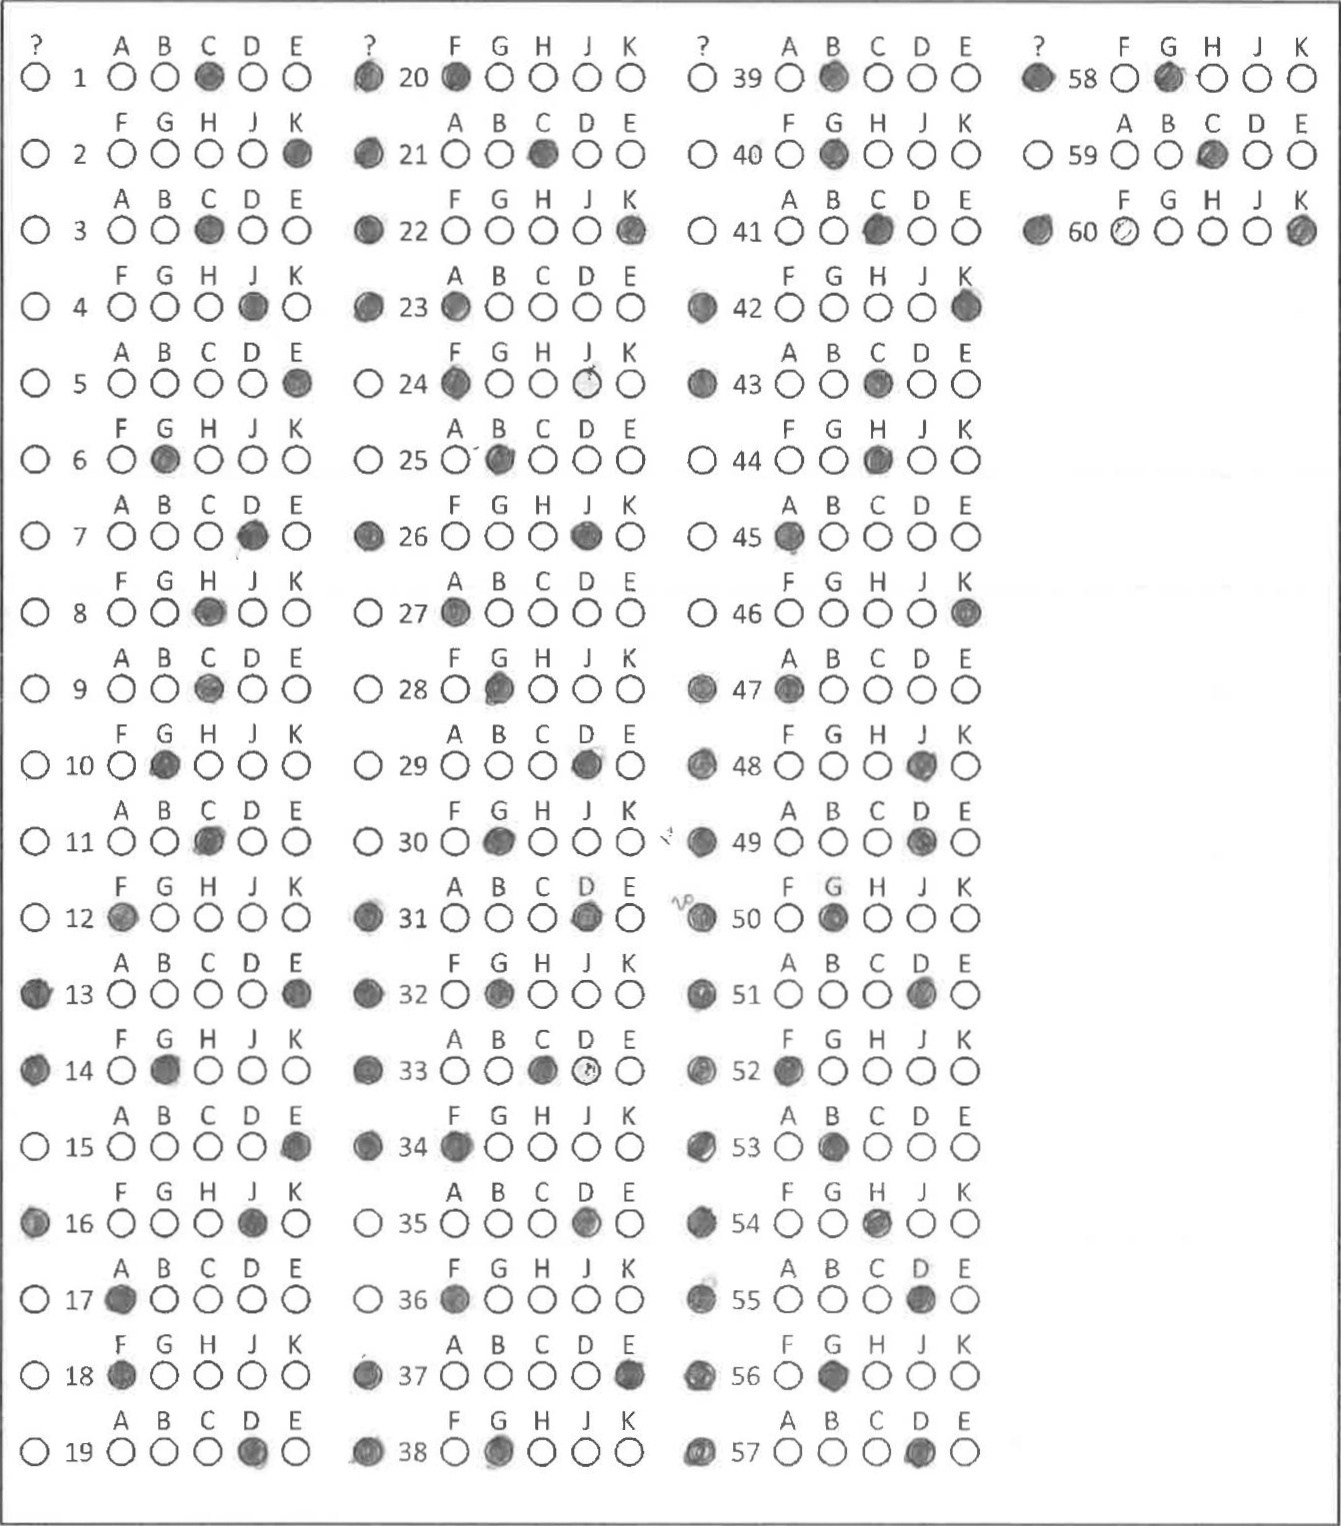 ? A B C D E ? F G H J K ? A B C D E ? F G H J K
1 20 39 58
F G H J K A B C D E F G H J K A B C D E
2 21 40 59
A B C D E F G H J K A B C D E F G H J K
3 22 41 60
F G H J K A B C D E F G H J K
4 23 42
A B C D E F G H J K A B C D E
5 24 43
F G H J K A B C D E F G H J K
6 25 44
A B C D E F G H J K A B C D E
7 26 45
F G H J K A B C D E F G H J K
8 27 46
A B C D E F G H J K A B C D E
9 28 47
F G H J K A B C D E F G H J K
10 29 48
A B C D E F G H J K A B C D E
11 30 49
F G H J K A B C D E F G H J K
12 31 50
A B C D E F G H J K A B C D E
13 32 51
F G H J K A B C D E F G H J K
14 33 52
A B C D E F G H J K A B C D E
15 34 53
F G H J K A B C D E F G H J K
16 35 54
A B C D E F G H J K A B C D E
17 36 55
F G H J K A B C D E F G H J K
18 37 56
A B C D E F G H J K A B C D E
19 38 57